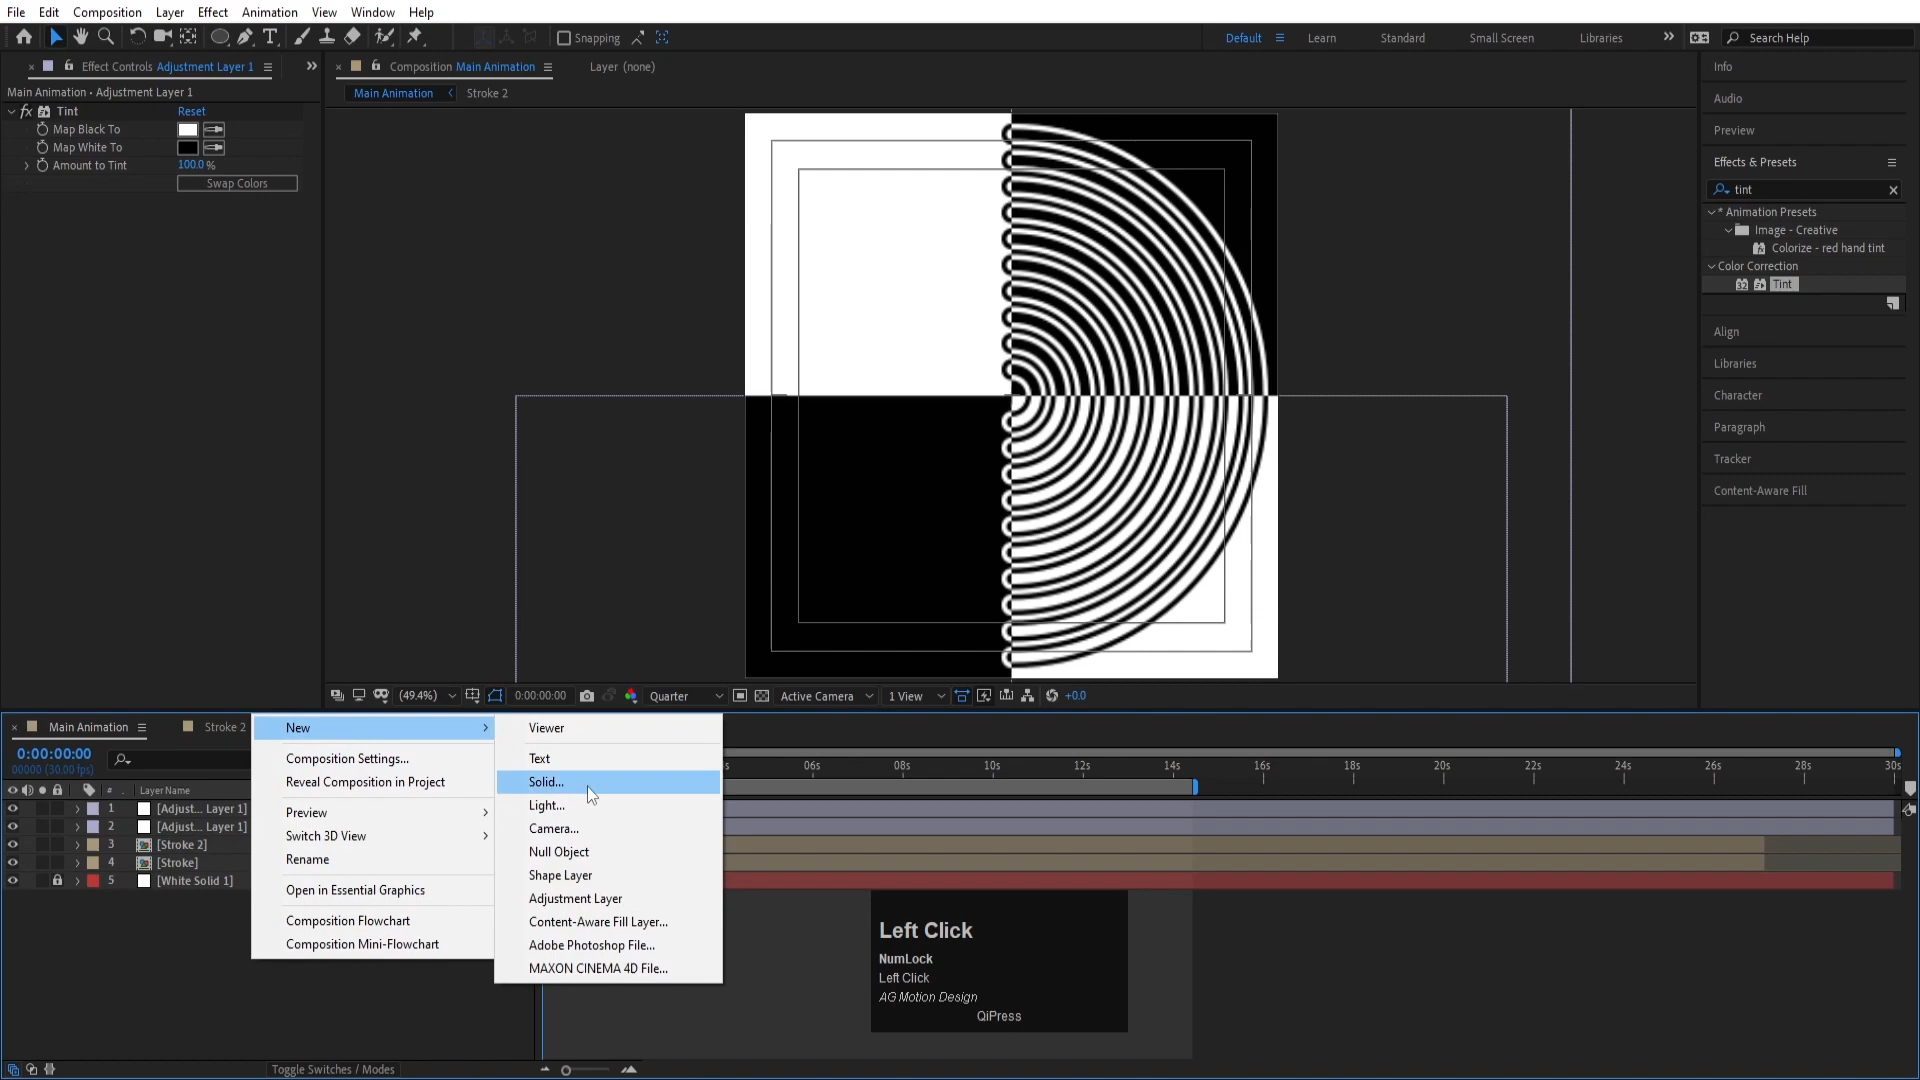 File Edit Composition Layer Effect Animation View Window Help
Snapping
Default Learn Standard Small Screen Libraries Search Help
Effect Controls Adjustment Layer 1
Composition Main Animation
Layer (none)
Info
Main Animation • Adjustment Layer 1
Main Animation Stroke 2
Audio
fx Tint Reset
Map Black To
Map White To
Amount to Tint 100.0 %
Swap Colors
Preview
Effects & Presets
tint
* Animation Presets
Image - Creative
Colorize - red hand tint
Color Correction
32 Tint
Align
Libraries
Character
Paragraph
Tracker
Content-Aware Fill
(49.4%) 0:00:00:00 Quarter Active Camera 1 View +0.0
Main Animation Stroke 2
0:00:00:00
00000 (30.00 fps)
# Layer Name
1 [Adjust... Layer 1]
2 [Adjust... Layer 1]
3 [Stroke 2]
4 [Stroke]
5 [White Solid 1]
New
Composition Settings...
Reveal Composition in Project
Preview
Switch 3D View
Rename
Open in Essential Graphics
Composition Flowchart
Composition Mini-Flowchart
Viewer
Text
Solid...
Light...
Camera...
Null Object
Shape Layer
Adjustment Layer
Content-Aware Fill Layer...
Adobe Photoshop File...
MAXON CINEMA 4D File...
06s 08s 10s 12s 14s 16s 18s 20s 22s 24s 26s 28s 30s
Left Click
NumLock
Left Click
AG Motion Design
QiPress
Toggle Switches / Modes